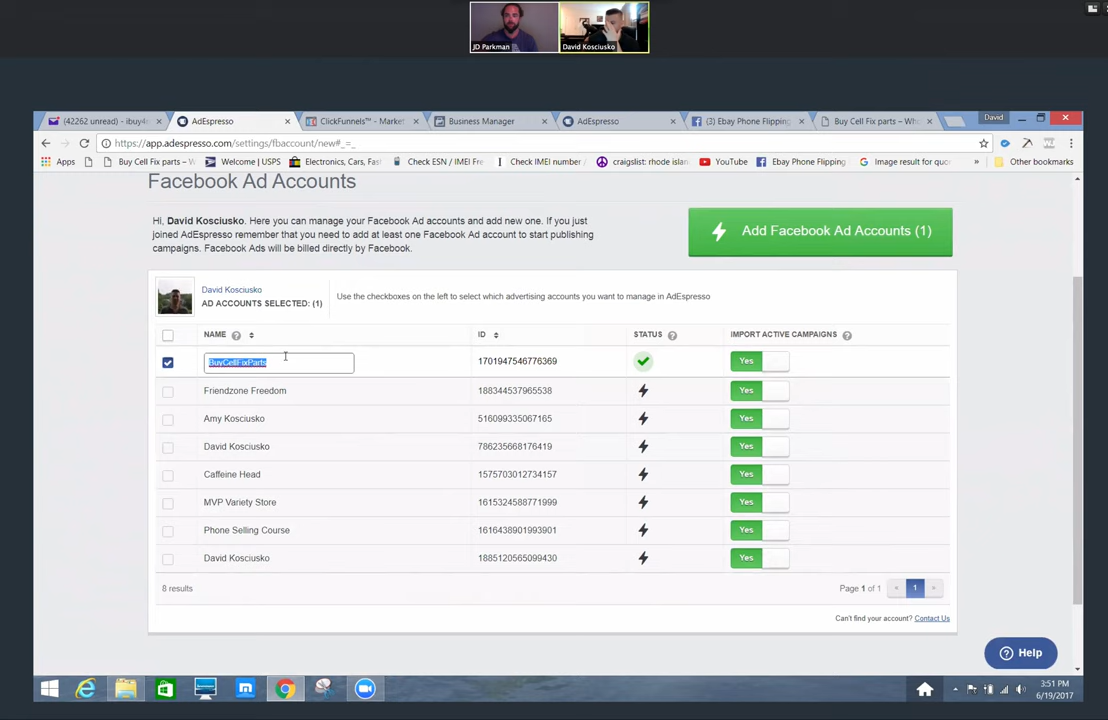 JD Parkman
David Kosciusko
(42262 unread) - ibuy4
AdEspresso
ClickFunnels™ - Market
Business Manager
AdEspresso
(3) Ebay Phone Flipping
Buy Cell Fix parts – Who
David
https://app.adespresso.com/settings/fbaccount/new#_=_
Apps
Buy Cell Fix parts – W
Welcome | USPS
Electronics, Cars, Fash
Check ESN / IMEI Fre
Check IMEI number
craigslist: rhode islan
YouTube
Ebay Phone Flipping
Image result for quo
»
Other bookmarks
Facebook Ad Accounts
Hi, David Kosciusko. Here you can manage your Facebook Ad accounts and add new one. If you just
joined AdEspresso remember that you need to add at least one Facebook Ad account to start publishing
campaigns. Facebook Ads will be billed directly by Facebook.
Add Facebook Ad Accounts (1)
David Kosciusko
AD ACCOUNTS SELECTED: (1)
Use the checkboxes on the left to select which advertising accounts you want to manage in AdEspresso
NAME ? ID STATUS ? IMPORT ACTIVE CAMPAIGNS ?
BuyCellFixParts 1701947546776369 Yes
Friendzone Freedom 188344537965538 Yes
Amy Kosciusko 516099335067165 Yes
David Kosciusko 786235668176419 Yes
Caffeine Head 1575703012734157 Yes
MVP Variety Store 1615324588771999 Yes
Phone Selling Course 1616438901993901 Yes
David Kosciusko 1885120565099430 Yes
8 results
Page 1 of 1 « 1 »
Can't find your account? Contact Us
? Help
3:51 PM
6/19/2017